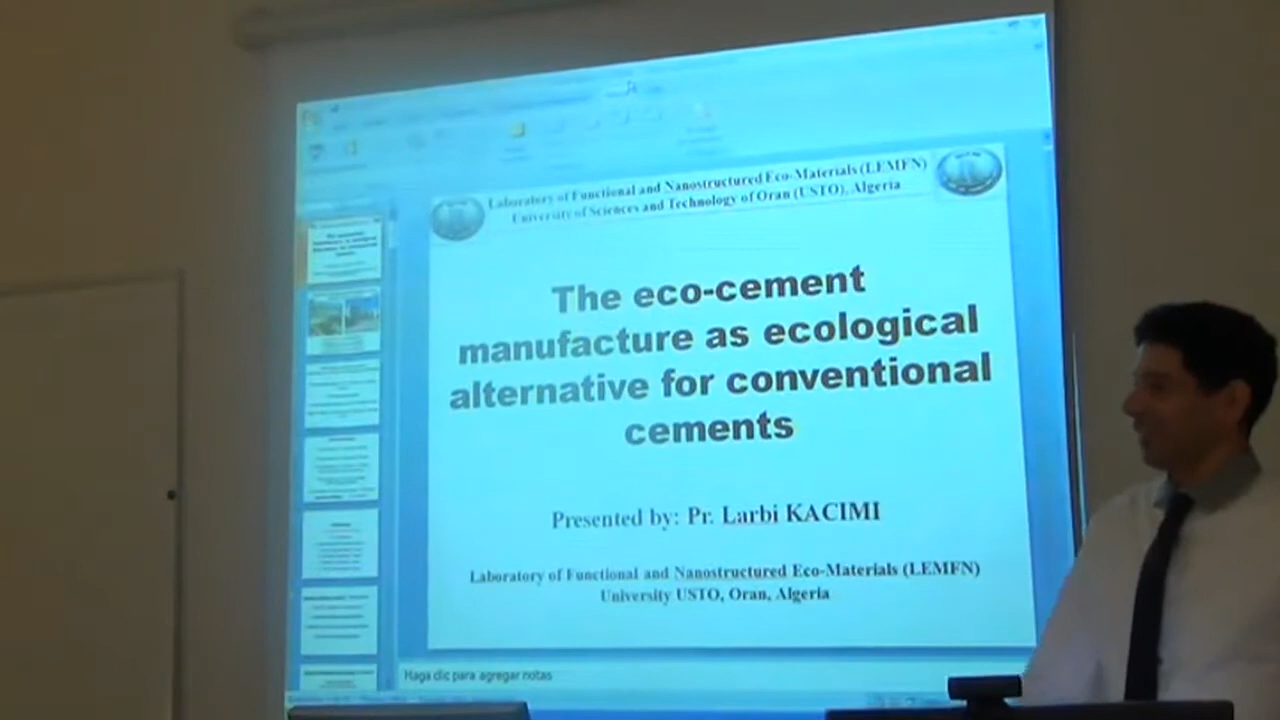 Laboratory of Functional and Nanostructured Eco-Materials (LEMFN)
University of Sciences and Technology of Oran (USTO), Algeria
The eco-cement
manufacture as ecological
alternative for conventional
cements
Presented by: Pr. Larbi KACIMI
Laboratory of Functional and Nanostructured Eco-Materials (LEMFN)
University USTO, Oran, Algeria
Haga clic para agregar notas